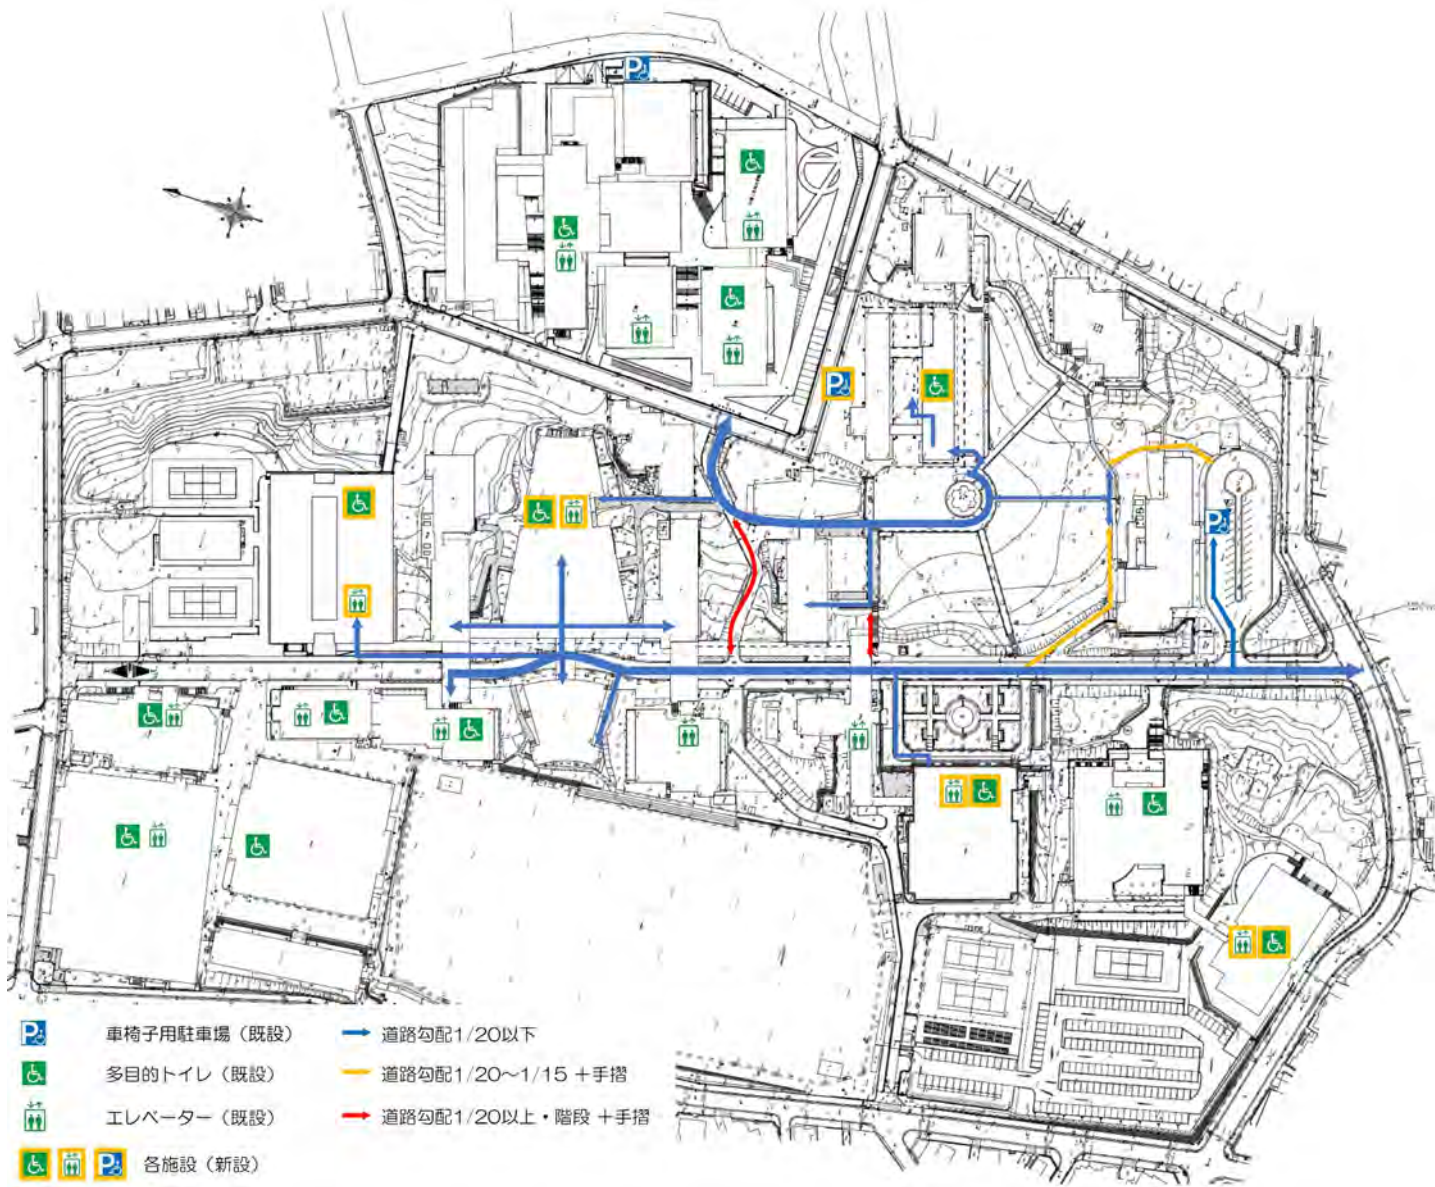 車椅子用駐車場（既設）
道路勾配1/20以下
多目的トイレ（既設）
道路勾配1/20～1/15 ＋手摺
エレベーター（既設）
道路勾配1/20以上・階段 ＋手摺
各施設（新設）